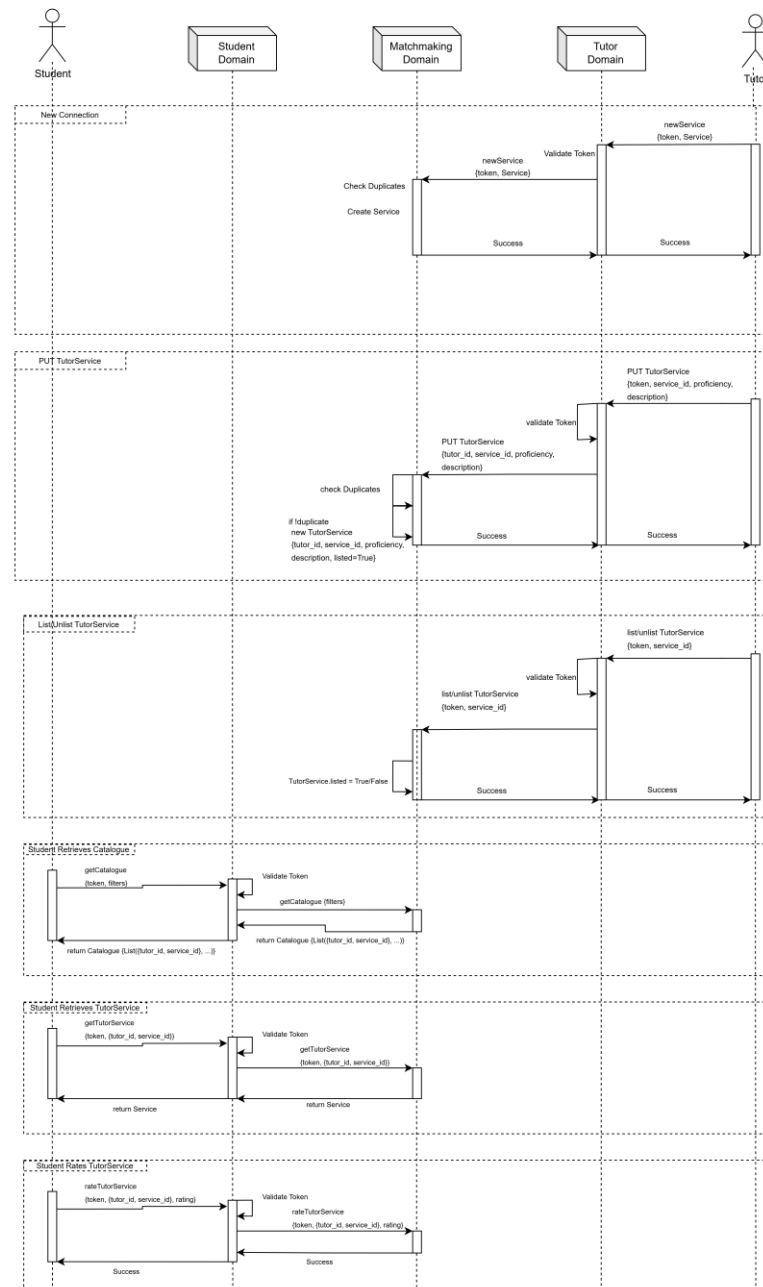 Student
Student
Domain
Matchmaking
Domain
Tutor
Domain
Tuto
New Connection
newService
{token, Service}
Validate Token
newService
{token, Service}
Check Duplicates
Create Service
Success
Success
PUT TutorService
PUT TutorService
{token, service_id, proficiency,
description}
validate Token
PUT TutorService
{tutor_id, service_id, proficiency,
description}
check Duplicates
if !duplicate
new TutorService
{tutor_id, service_id, proficiency,
description, listed=True}
Success
Success
List/Unlist TutorService
list/unlist TutorService
{token, service_id}
validate Token
list/unlist TutorService
{token, service_id}
TutorService.listed = True/False
Success
Success
Student Retrieves Catalogue
getCatalogue
{token, filters}
Validate Token
getCatalogue {filters}
return Catalogue {List({tutor_id, service_id}, ...)}
return Catalogue {List({tutor_id, service_id}, ...)}
Student Retrieves TutorService
getTutorService
{token, {tutor_id, service_id}}
Validate Token
getTutorService
{token, {tutor_id, service_id}}
return Service
return Service
Student Rates TutorService
rateTutorService
{token, {tutor_id, service_id}, rating}
Validate Token
rateTutorService
{token, {tutor_id, service_id}, rating}
Success
Success